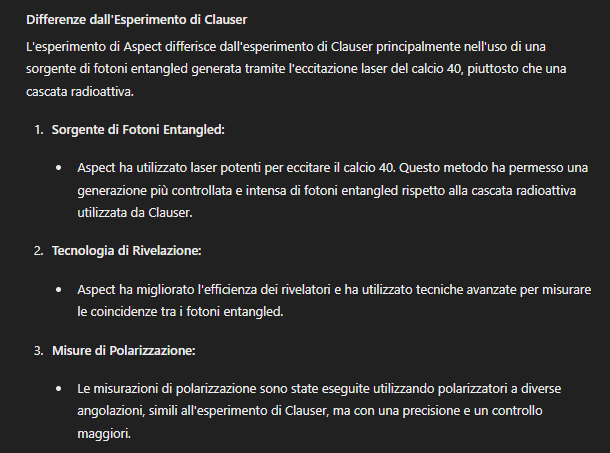 Differenze dall'Esperimento di Clauser
L'esperimento di Aspect differisce dall'esperimento di Clauser principalmente nell'uso di una
sorgente di fotoni entangled generata tramite l'eccitazione laser del calcio 40, piuttosto che una
cascata radioattiva.
1. Sorgente di Fotoni Entangled:
• Aspect ha utilizzato laser potenti per eccitare il calcio 40. Questo metodo ha permesso una
generazione più controllata e intensa di fotoni entangled rispetto alla cascata radioattiva
utilizzata da Clauser.
2. Tecnologia di Rivelazione:
• Aspect ha migliorato l'efficienza dei rivelatori e ha utilizzato tecniche avanzate per misurare
le coincidenze tra i fotoni entangled.
3. Misure di Polarizzazione:
• Le misurazioni di polarizzazione sono state eseguite utilizzando polarizzatori a diverse
angolazioni, simili all'esperimento di Clauser, ma con una precisione e un controllo
maggiori.